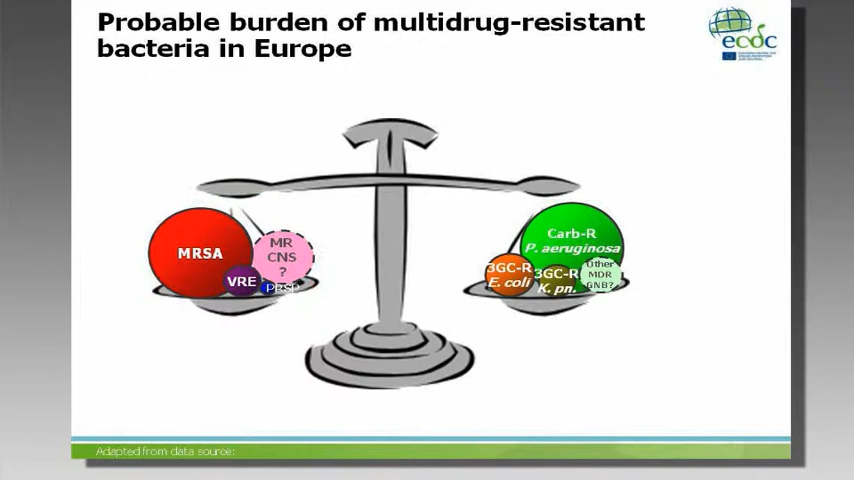 Probable burden of multidrug-resistant
bacteria in Europe
ecdc
MRSA
MR
CNS
?
VRE
PRSP
Carb-R
P. aeruginosa
3GC-R
E. coli
3GC-R
K. pn.
Other
MDR
GNB?
Adapted from data source: